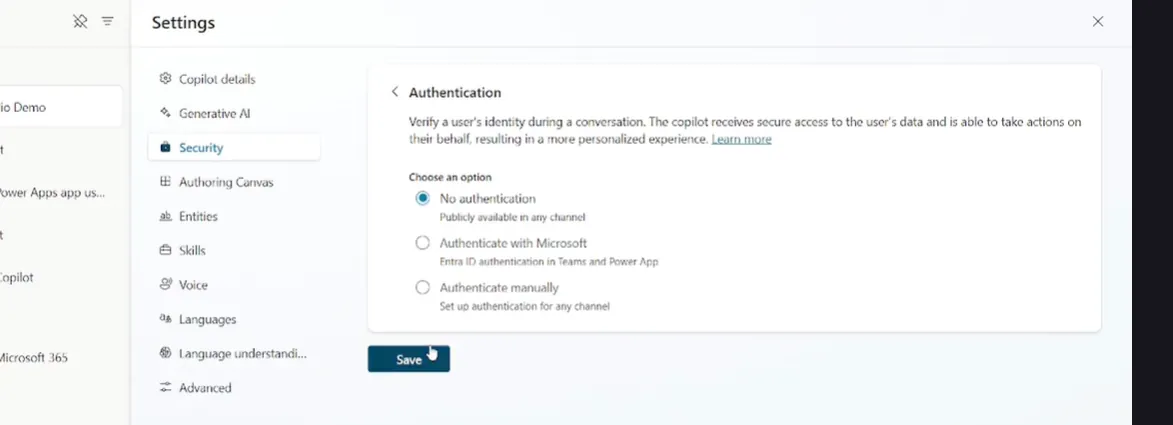 Settings
io Demo
t
Power Apps app us...
t
Copilot
Microsoft 365
Copilot details
Generative AI
Security
Authoring Canvas
Entities
Skills
Voice
Languages
Language understandi...
Advanced
Authentication
Verify a user's identity during a conversation. The copilot receives secure access to the user's data and is able to take actions on
their behalf, resulting in a more personalized experience. Learn more
Choose an option
No authentication
Publicly available in any channel
Authenticate with Microsoft
Entra ID authentication in Teams and Power App
Authenticate manually
Set up authentication for any channel
Save